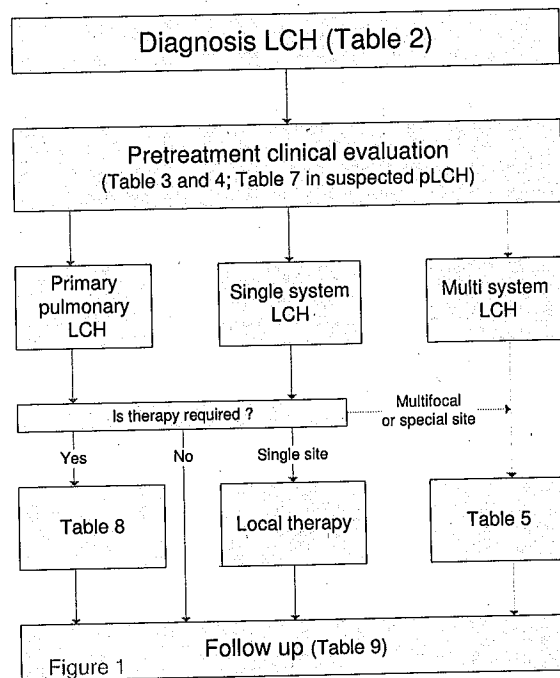 Diagnosis LCH (Table 2)
Pretreatment clinical evaluation
(Table 3 and 4; Table 7 in suspected pLCH)
Primary
pulmonary
LCH
Single system
LCH
Multi system
LCH
Is therapy required ?
Multifocal
or special site
Yes
No
Single site
Table 8
Local therapy
Table 5
Follow up (Table 9)
Figure 1